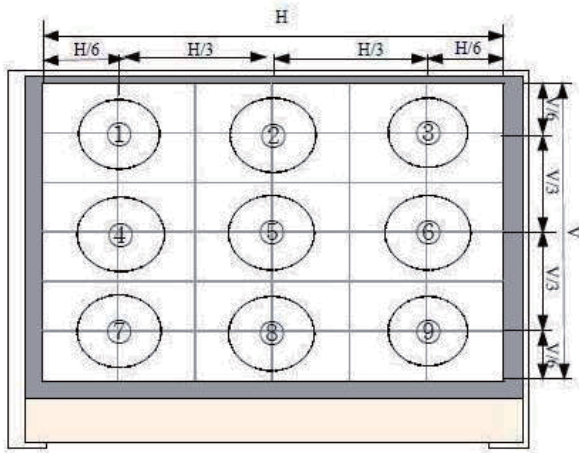 H
H/6 H/3 H/3 H/6
① ② ③
V/6
V/3
④ ⑤ ⑥
V
V/3
⑦ ⑧ ⑨
V/6